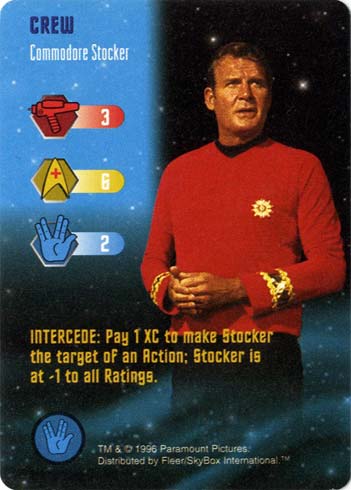 CREW
Commodore Stocker
3
6
2
INTERCEDE: Pay 1 XC to make Stocker
the target of an Action; Stocker is
at -1 to all Ratings.
TM & © 1996 Paramount Pictures.
Distributed by Fleer/SkyBox International.™